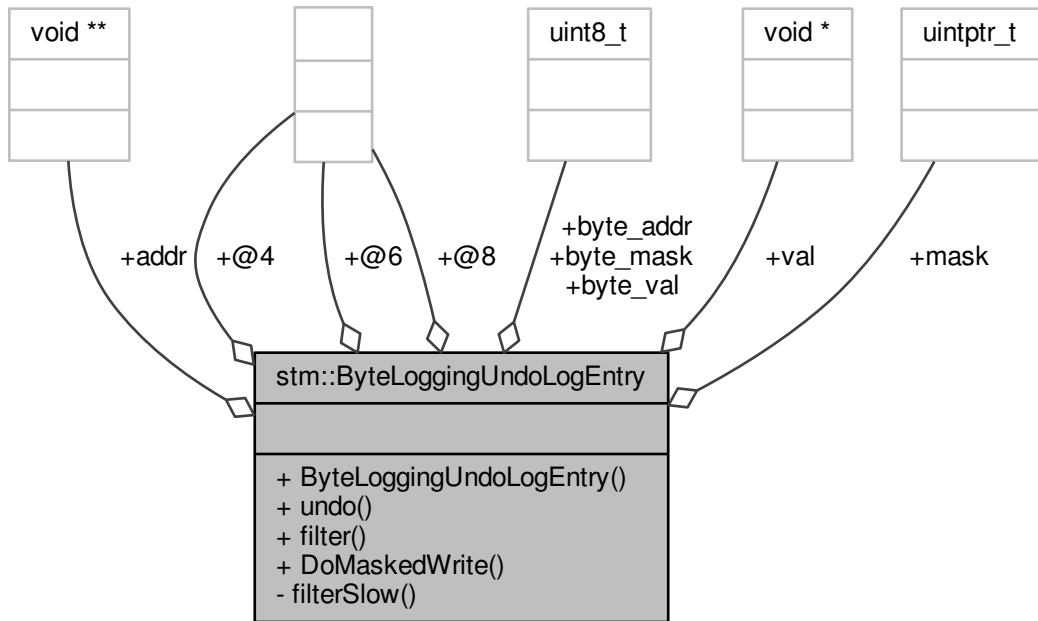 void **
uint8_t
void *
uintptr_t
+addr
+@4
+@6
+@8
+byte_addr
+byte_mask
+byte_val
+val
+mask
stm::ByteLoggingUndoLogEntry
+ ByteLoggingUndoLogEntry()
+ undo()
+ filter()
+ DoMaskedWrite()
- filterSlow()